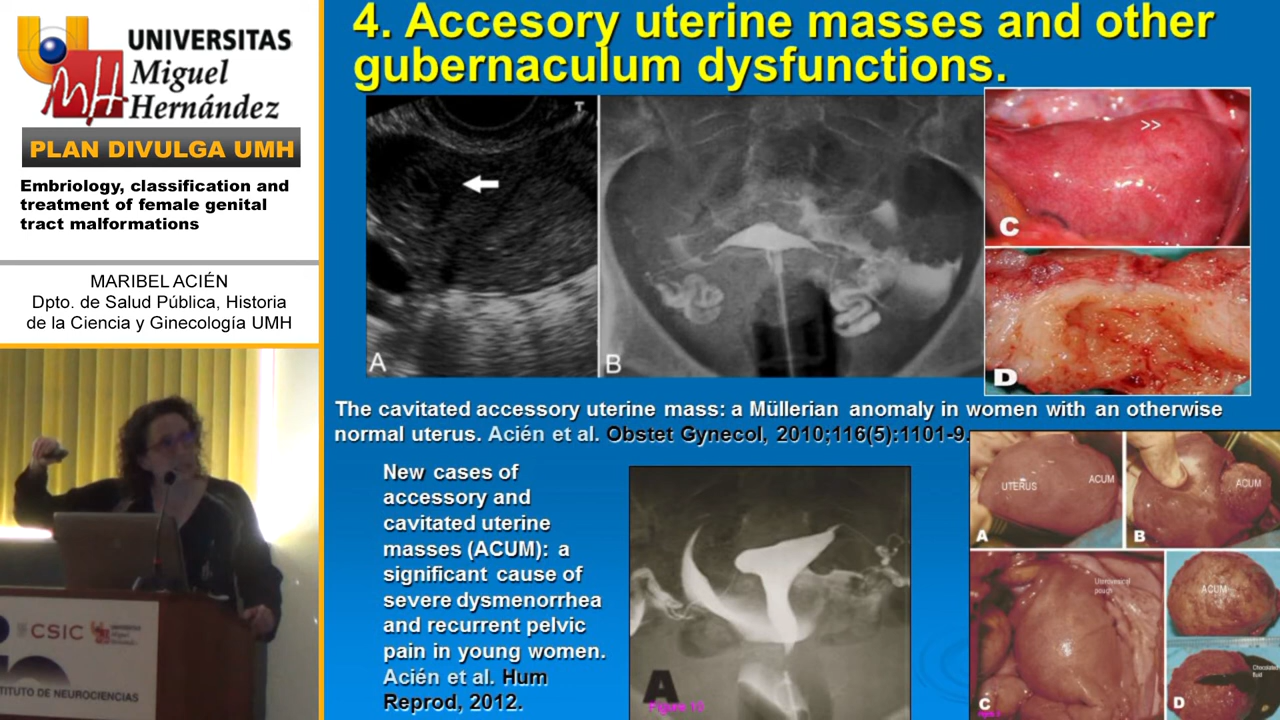 UNIVERSITAS
Miguel
Hernández
PLAN DIVULGA UMH
Embriology, classification and
treatment of female genital
tract malformations
MARIBEL ACIÉN
Dpto. de Salud Pública, Historia
de la Ciencia y Ginecología UMH
CSIC
TITUTO DE NEUROCIENCIAS
4. Accesory uterine masses and other
gubernaculum dysfunctions.
T
A
B
>>
C
D
The cavitated accessory uterine mass: a Müllerian anomaly in women with an otherwise
normal uterus. Acién et al. Obstet Gynecol, 2010;116(5):1101-9.
New cases of
accessory and
cavitated uterine
masses (ACUM): a
significant cause of
severe dysmenorrhea
and recurrent pelvic
pain in young women.
Acién et al. Hum
Reprod, 2012.
A
UTERUS
ACUM
A
ACUM
B
Uterovesical
pouch
C
ACUM
Chocolate
fluid
D